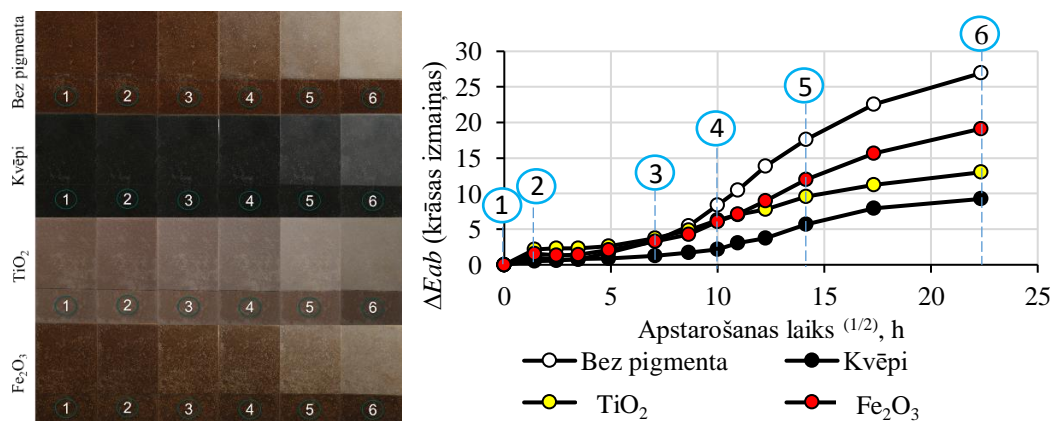 Bez pigmenta
1 2 3 4 5 6
Kvēpi
1 2 3 4 5 6
TiO₂
1 2 3 4 5 6
Fe₂O₃
1 2 3 4 5 6
ΔEab (krāsas izmaiņas)
30
25
20
15
10
5
0
1
2
3
4
5
6
0 5 10 15 20 25
Apstarošanas laiks ⁽¹/²⁾, h
Bez pigmenta
Kvēpi
TiO₂
Fe₂O₃